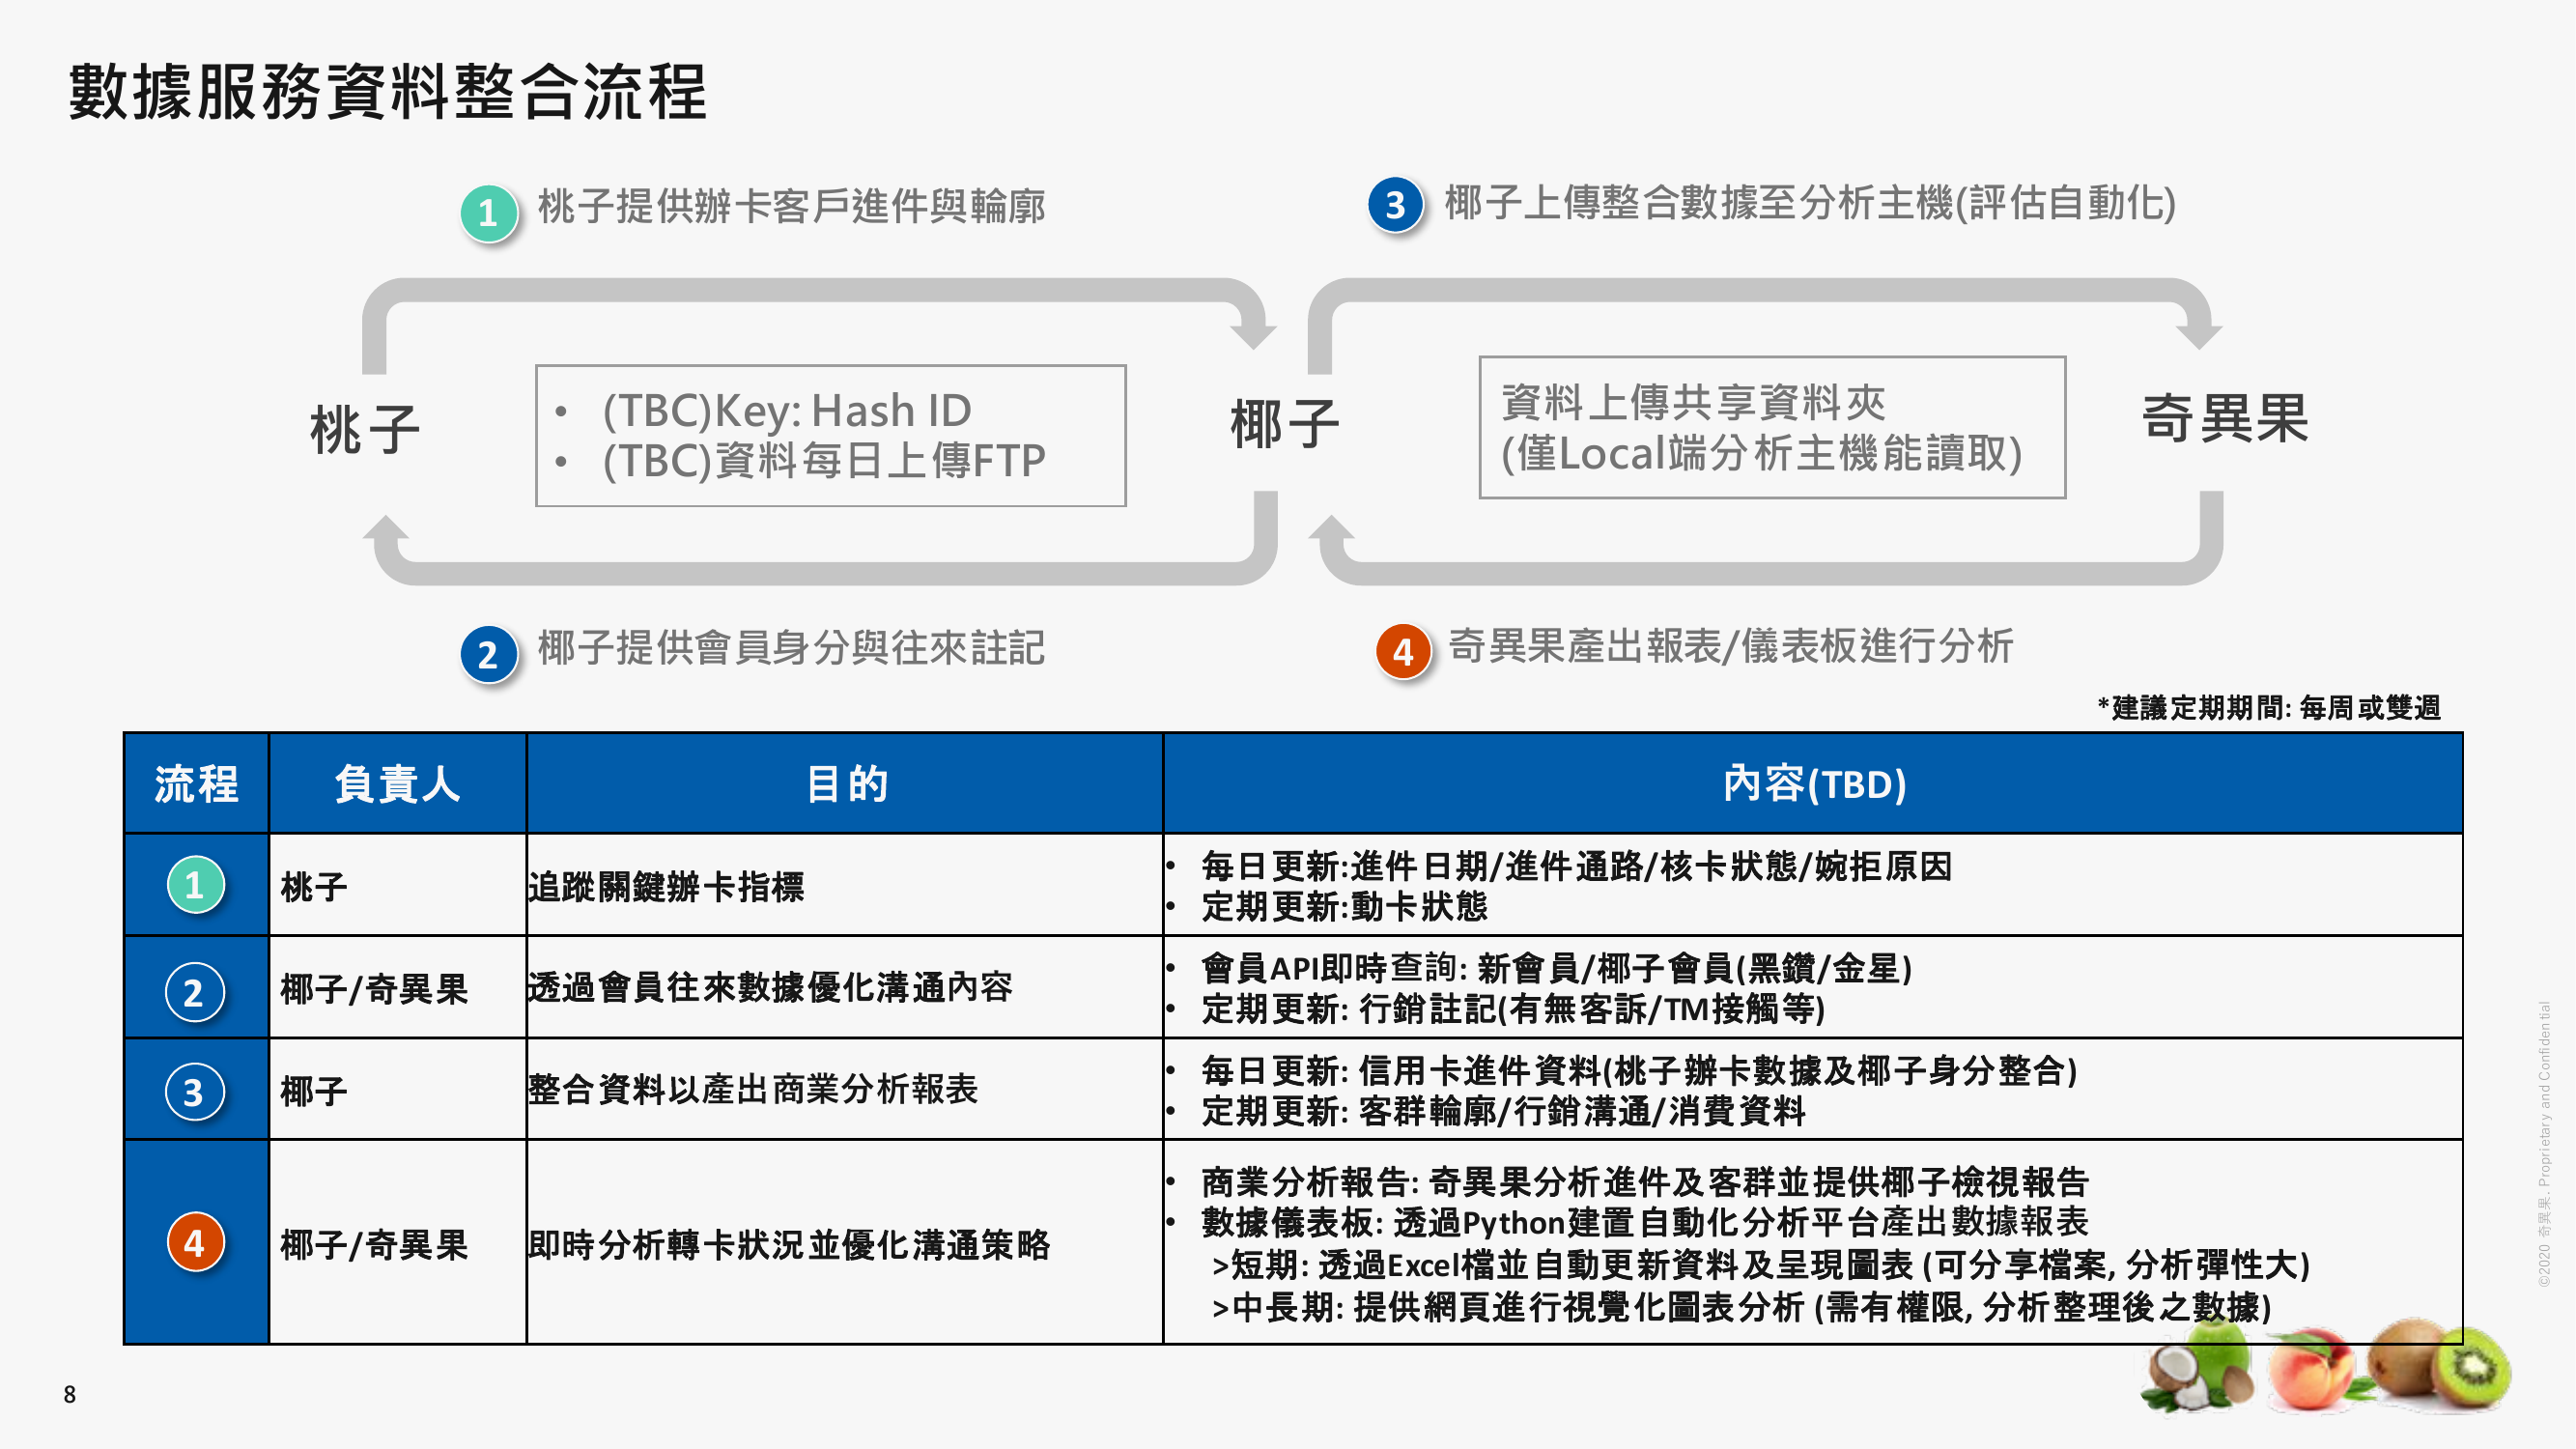 數據服務資料整合流程
1 桃子提供辦卡客戶進件與輪廓
3 椰子上傳整合數據至分析主機(評估自動化)
桃子
• (TBC)Key: Hash ID
• (TBC)資料每日上傳FTP
椰子
資料上傳共享資料夾
(僅Local端分析主機能讀取)
奇異果
2 椰子提供會員身分與往來註記
4 奇異果產出報表/儀表板進行分析
*建議定期期間: 每周或雙週
流程 負責人 目的 內容(TBD)
1 桃子 追蹤關鍵辦卡指標
• 每日更新:進件日期/進件通路/核卡狀態/婉拒原因
• 定期更新:動卡狀態
2 椰子/奇異果 透過會員往來數據優化溝通內容
• 會員API即時查詢: 新會員/椰子會員(黑鑽/金星)
• 定期更新: 行銷註記(有無客訴/TM接觸等)
3 椰子 整合資料以產出商業分析報表
• 每日更新: 信用卡進件資料(桃子辦卡數據及椰子身分整合)
• 定期更新: 客群輪廓/行銷溝通/消費資料
4 椰子/奇異果 即時分析轉卡狀況並優化溝通策略
• 商業分析報告: 奇異果分析進件及客群並提供椰子檢視報告
• 數據儀表板: 透過Python建置自動化分析平台產出數據報表
>短期: 透過Excel檔並自動更新資料及呈現圖表 (可分享檔案, 分析彈性大)
>中長期: 提供網頁進行視覺化圖表分析 (需有權限, 分析整理後之數據)
©2020 奇異果. Proprietary and Confidential
8